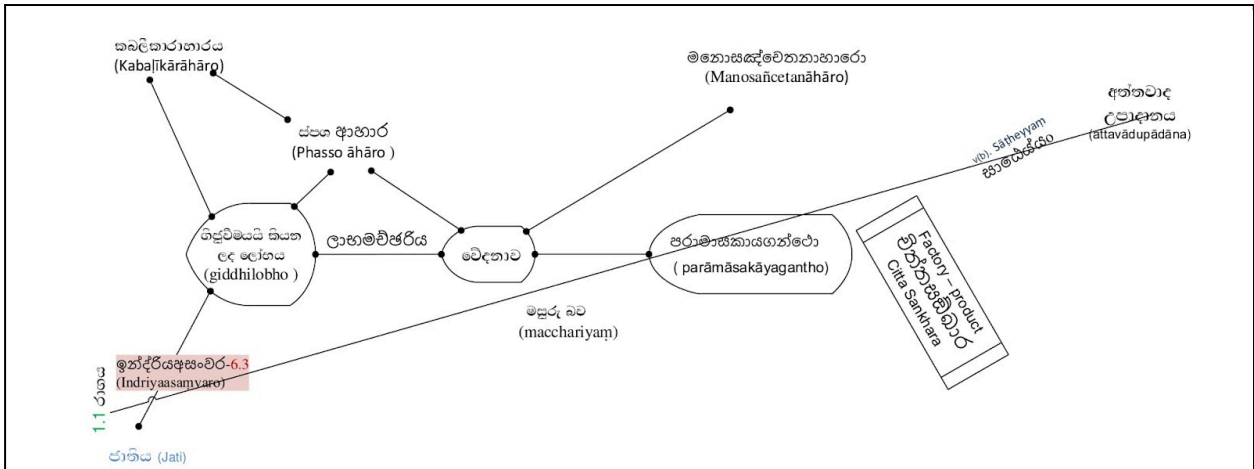 කබලීකාරාහාරය
(Kabaḷīkārāhāro)
මනොසඤ්චෙතනාහාරො
(Manosañcetanāhāro)
අත්තවාද
උපාදානය
(attavādupādāna)
ස්පශ ආහාර
(Phasso āhāro )
v(b). Sāṭheyyaṃ
සාඨෙය්යං
ගිජුවීමයයි කියන
ලද ලෝභය
(giddhilobho )
ලාභමච්ඡරිය
වේදනාව
පරාමාසකායගන්ථො
( parāmāsakāyagantho)
Factory – product
චිත්තසඞ්ඛාර
Citta Sankhara
මසුරු බව
(macchariyaṃ)
ඉන්ද්රියඅසංවර-6.3
(Indriyaasaṃvaro)
1.1 රාගය
ජාතිය (Jati)